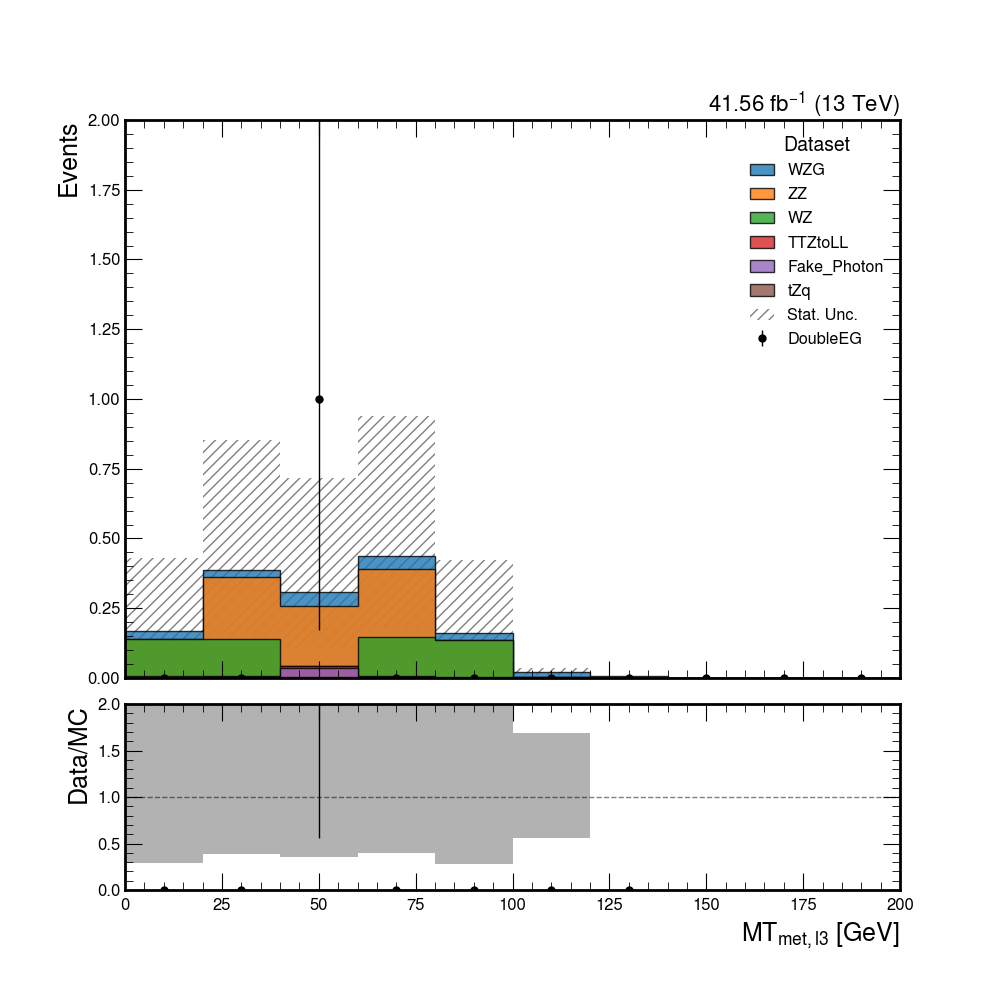 41.56 fb⁻¹ (13 TeV)
Events
2.00
1.75
1.50
1.25
1.00
0.75
0.50
0.25
0.00
Dataset
WZG
ZZ
WZ
TTZtoLL
Fake_Photon
tZq
Stat. Unc.
DoubleEG
Data/MC
2.0
1.5
1.0
0.5
0.0
0 25 50 75 100 125 150 175 200
MT_met, l3 [GeV]